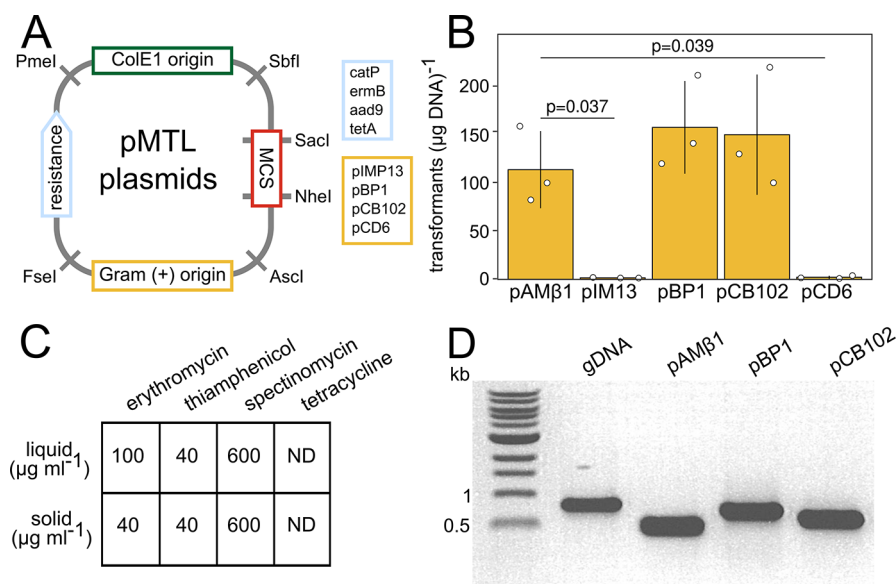 A
PmeI
ColE1 origin
SbfI
resistance
pMTL
plasmids
SacI
MCS
NheI
FseI
Gram (+) origin
AscI
catP
ermB
aad9
tetA
pIMP13
pBP1
pCB102
pCD6
B
transformants (µg DNA)-1
200
150
100
50
0
p=0.039
p=0.037
pAMβ1 pIM13 pBP1 pCB102 pCD6
C
erythromycin
thiamphenicol
spectinomycin
tetracycline
liquid
(µg ml-1)
100 40 600 ND
solid
(µg ml-1)
40 40 600 ND
D
kb
gDNA pAMβ1 pBP1 pCB102
1
0.5